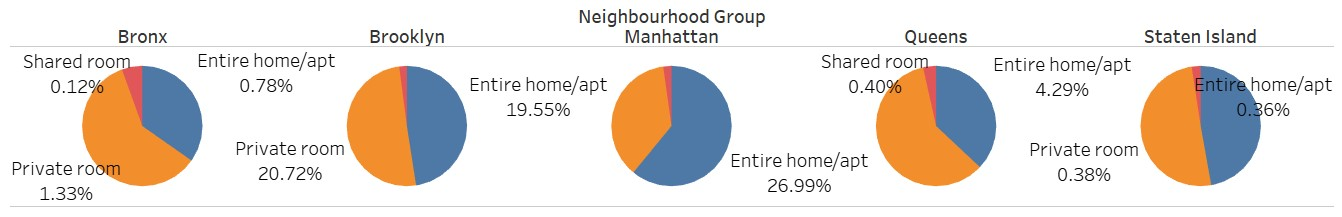 Neighbourhood Group
Bronx
Brooklyn
Manhattan
Queens
Staten Island
Shared room
0.12%
Entire home/apt
0.78%
Private room
1.33%
Entire home/apt
19.55%
Private room
20.72%
Entire home/apt
26.99%
Shared room
0.40%
Entire home/apt
4.29%
Entire home/apt
0.36%
Private room
0.38%